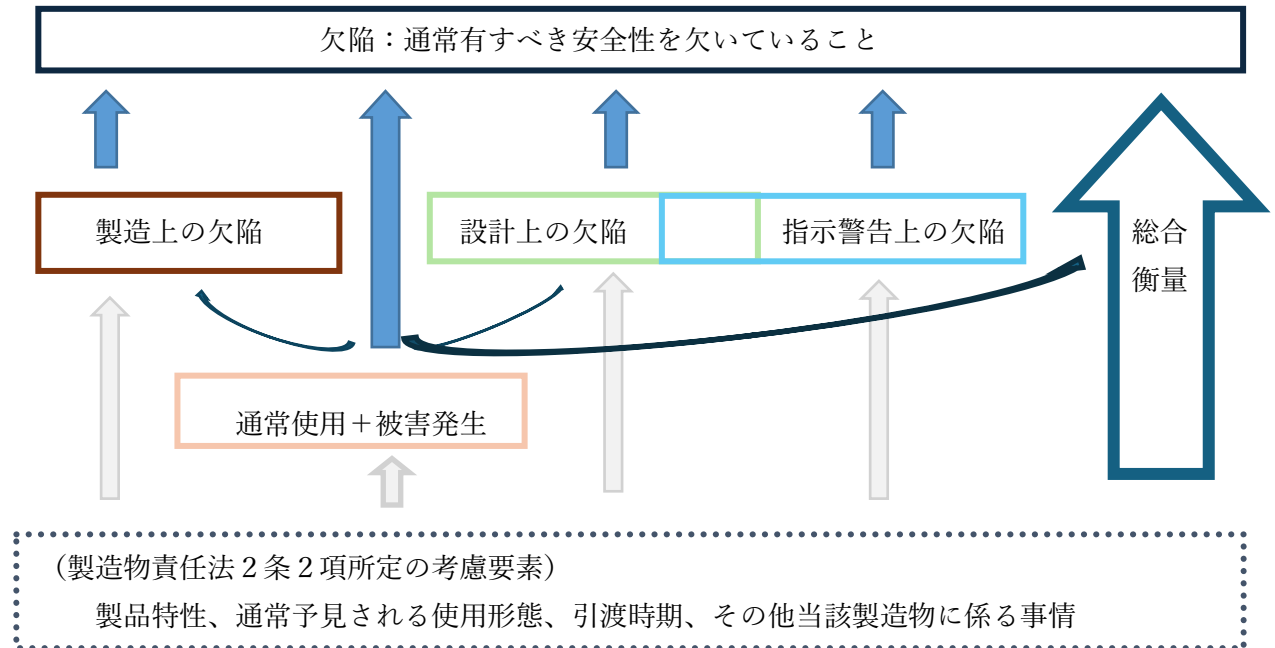 欠陥：通常有すべき安全性を欠いていること
製造上の欠陥
設計上の欠陥
指示警告上の欠陥
総合
衡量
通常使用＋被害発生
（製造物責任法２条２項所定の考慮要素）
製品特性、通常予見される使用形態、引渡時期、その他当該製造物に係る事情